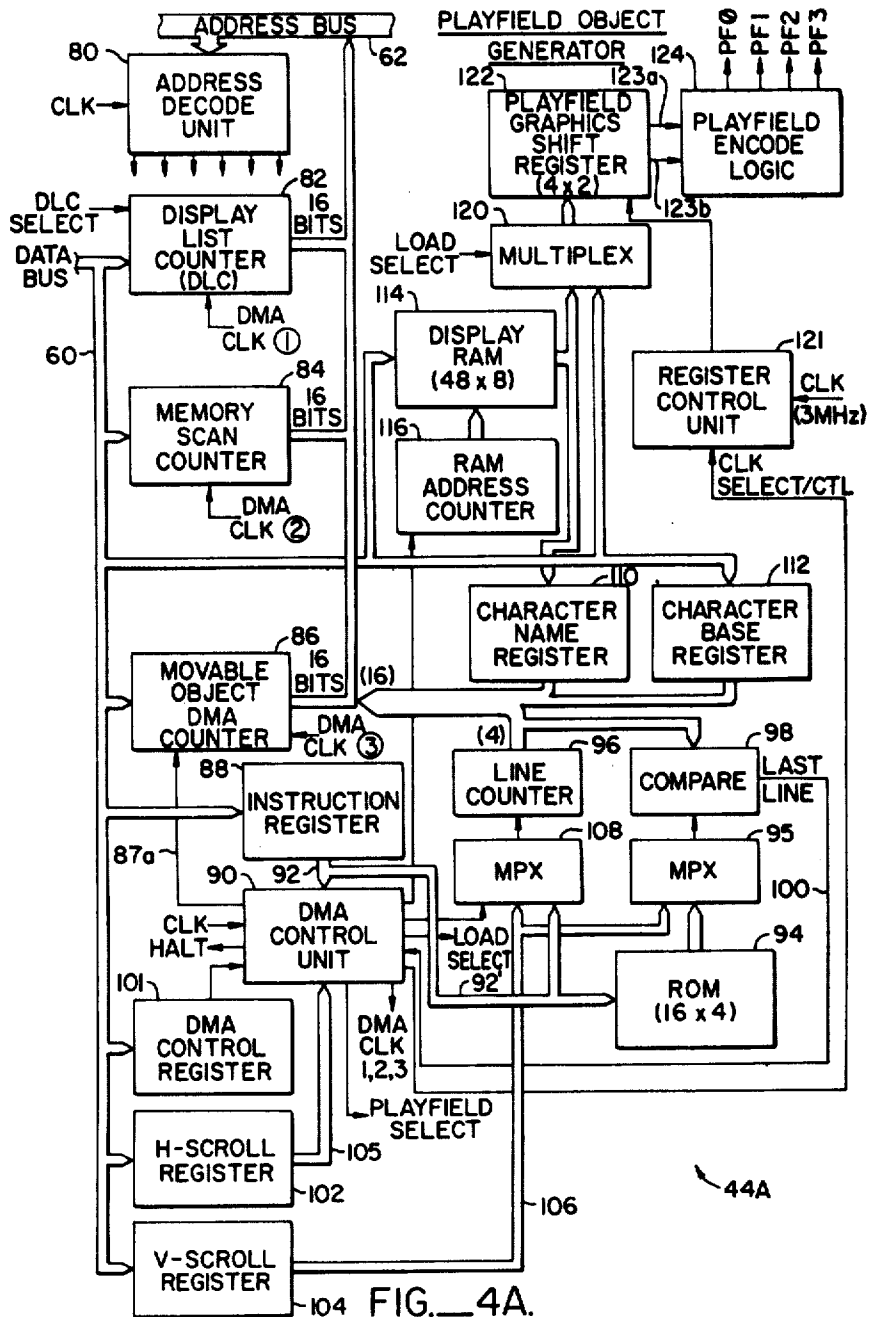 ADDRESS BUS
62
80
ADDRESS
DECODE
UNIT
CLK
PLAYFIELD OBJECT
GENERATOR
122
123a
PLAYFIELD
GRAPHICS
SHIFT
REGISTER
(4 x 2)
123b
124
PF0
PF1
PF2
PF3
PLAYFIELD
ENCODE
LOGIC
DLC
SELECT
82
DISPLAY
LIST
COUNTER
(DLC)
16
BITS
DATA
BUS
DMA
CLK 1
60
120
LOAD
SELECT
MULTIPLEX
114
DISPLAY
RAM
(48 x 8)
121
REGISTER
CONTROL
UNIT
CLK
(3MHz)
CLK
SELECT/CTL
84
MEMORY
SCAN
COUNTER
16
BITS
DMA
CLK 2
116
RAM
ADDRESS
COUNTER
110
CHARACTER
NAME
REGISTER
112
CHARACTER
BASE
REGISTER
86
MOVABLE
OBJECT
DMA
COUNTER
16
BITS
(16)
DMA
CLK 3
(4)
96
LINE
COUNTER
98
COMPARE
LAST
LINE
88
INSTRUCTION
REGISTER
87a
92
90
DMA
CONTROL
UNIT
CLK
HALT
108
MPX
95
MPX
100
LOAD
SELECT
92'
94
ROM
(16 x 4)
101
DMA
CONTROL
REGISTER
DMA
CLK
1,2,3
PLAYFIELD
SELECT
105
H-SCROLL
REGISTER
102
106
44A
V-SCROLL
REGISTER
104
FIG.__4A.